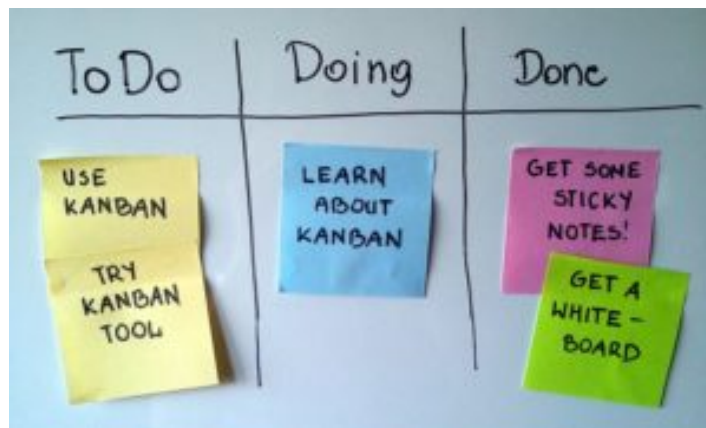 To Do
Doing
Done
USE
KANBAN
TRY
KANBAN
TOOL
LEARN
ABOUT
KANBAN
GET SOME
STICKY
NOTES!
GET A
WHITE-
BOARD